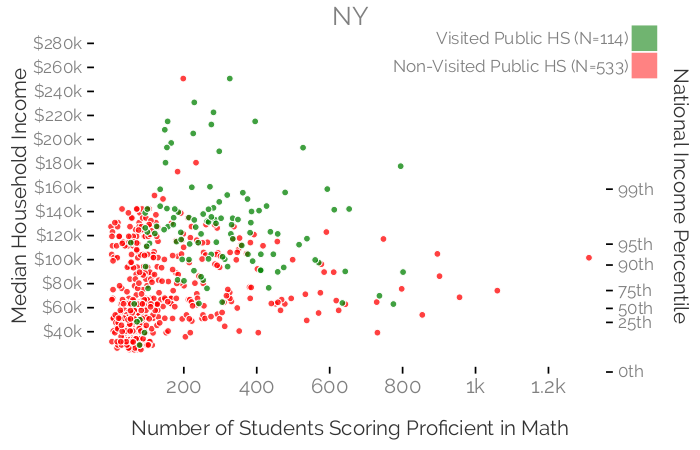 NY
Visited Public HS (N=114)
Non-Visited Public HS (N=533)
Median Household Income
$280k
$260k
$240k
$220k
$200k
$180k
$160k
$140k
$120k
$100k
$80k
$60k
$40k
200
400
600
800
1k
1.2k
Number of Students Scoring Proficient in Math
99th
95th
90th
75th
50th
25th
0th
National Income Percentile